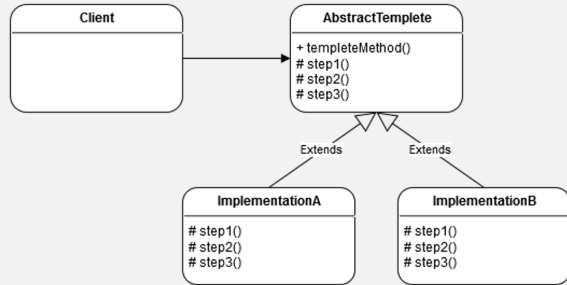 Client
AbstractTemplete
+ templeteMethod()
# step1()
# step2()
# step3()
Extends
Extends
ImplementationA
# step1()
# step2()
# step3()
ImplementationB
# step1()
# step2()
# step3()